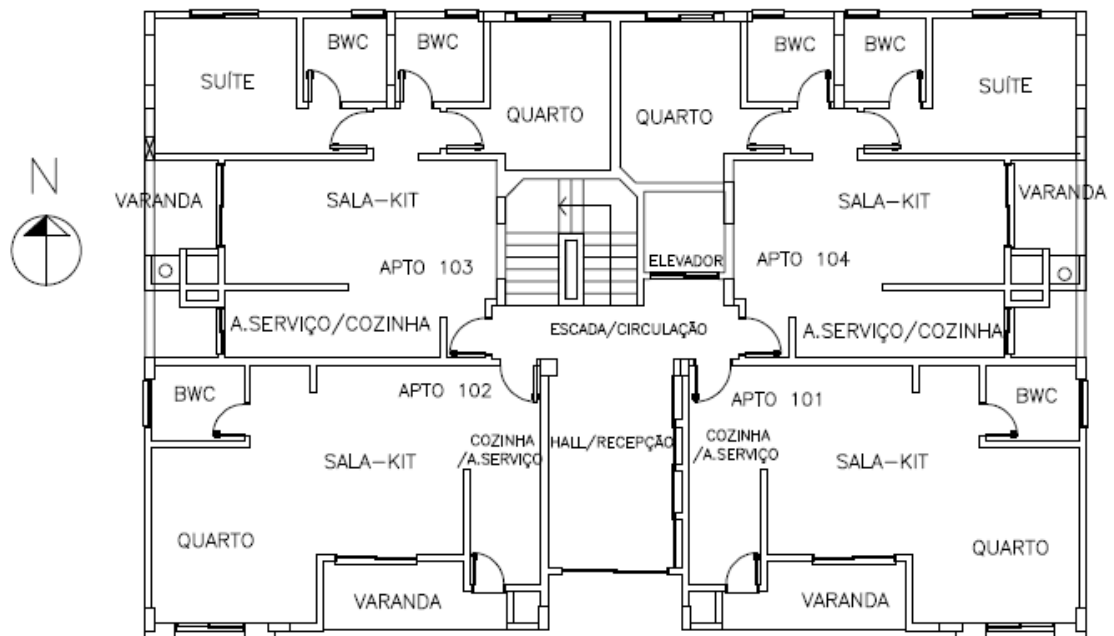 BWC
BWC
BWC
BWC
SUÍTE
QUARTO
QUARTO
SUÍTE
N
VARANDA
SALA-KIT
SALA-KIT
VARANDA
APTO 103
ELEVADOR
APTO 104
A.SERVIÇO/COZINHA
ESCADA/CIRCULAÇÃO
A.SERVIÇO/COZINHA
BWC
APTO 102
APTO 101
BWC
COZINHA
/A.SERVIÇO
HALL/RECEPÇÃO
COZINHA
/A.SERVIÇO
SALA-KIT
SALA-KIT
QUARTO
QUARTO
VARANDA
VARANDA